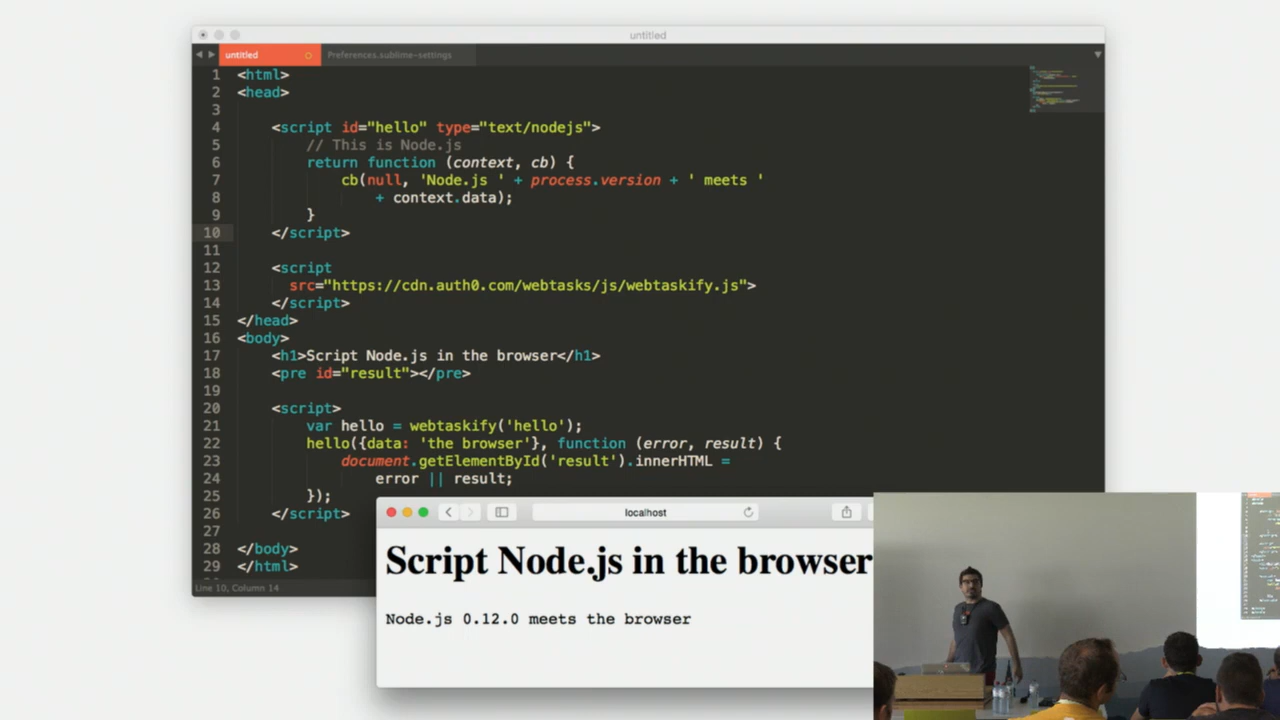 untitled
untitled
Preferences.sublime-settings
1 <html>
2 <head>
3
4 <script id="hello" type="text/nodejs">
5 // This is Node.js
6 return function (context, cb) {
7 cb(null, 'Node.js ' + process.version + ' meets '
8 + context.data);
9 }
10 </script>
11
12 <script
13 src="https://cdn.auth0.com/webtasks/js/webtaskify.js">
14 </script>
15 </head>
16 <body>
17 <h1>Script Node.js in the browser</h1>
18 <pre id="result"></pre>
19
20 <script>
21 var hello = webtaskify('hello');
22 hello({data: 'the browser'}, function (error, result) {
23 document.getElementById('result').innerHTML =
24 error || result;
25 });
26 </script>
27
28 </body>
29 </html>
Line 10, Column 14
localhost
Script Node.js in the browser
Node.js 0.12.0 meets the browser